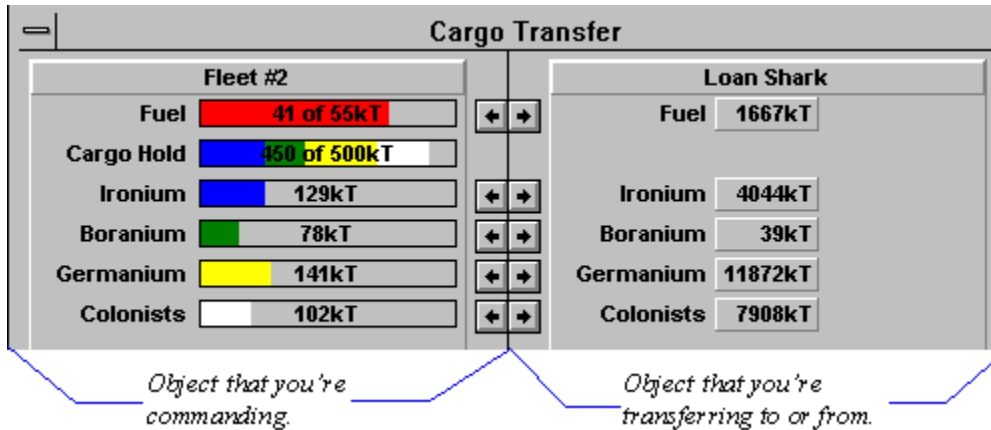 Cargo Transfer
Fleet #2
Fuel 41 of 55kT
Cargo Hold 450 of 500kT
Ironium 129kT
Boranium 78kT
Germanium 141kT
Colonists 102kT
Loan Shark
Fuel 1667kT
Ironium 4044kT
Boranium 39kT
Germanium 11872kT
Colonists 7908kT
Object that you're
commanding.
Object that you're
transferring to or from.